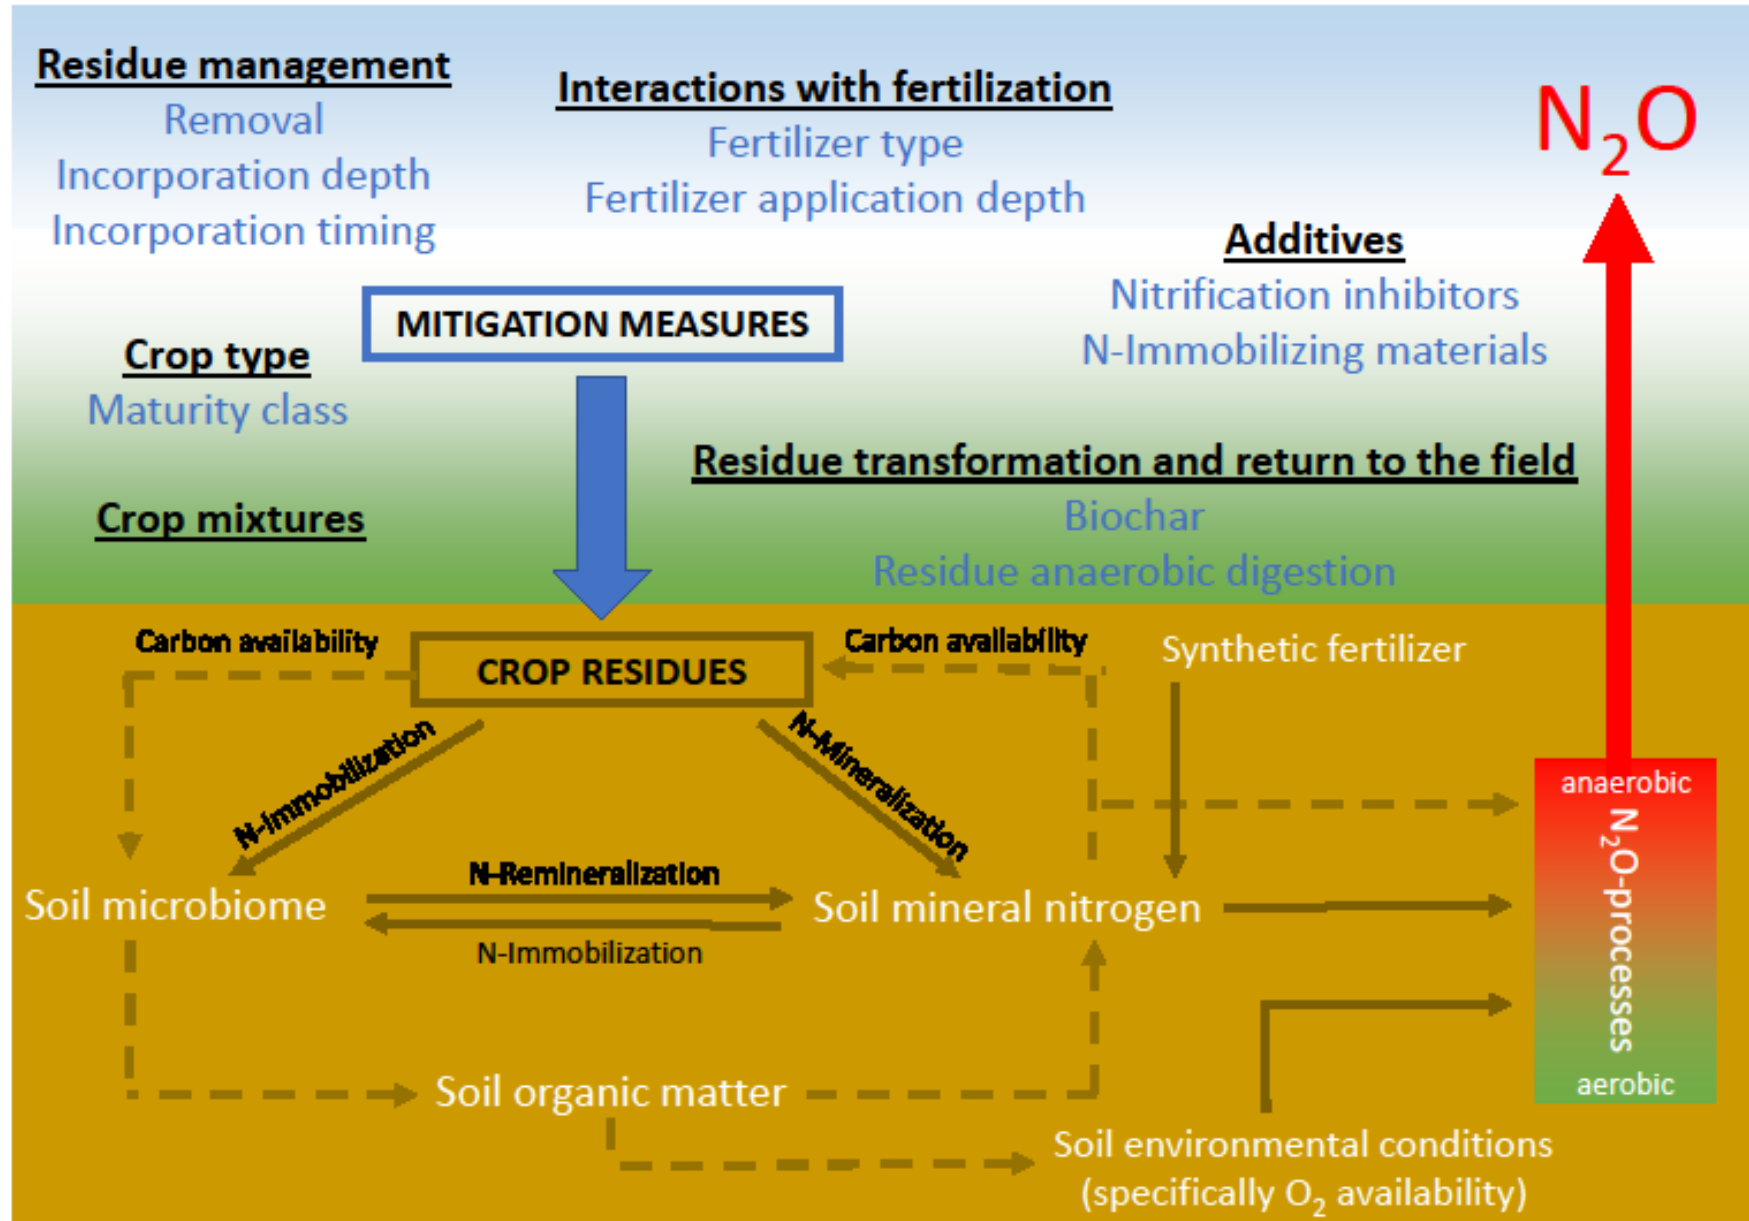 Residue management
Removal
Incorporation depth
Incorporation timing
Interactions with fertilization
Fertilizer type
Fertilizer application depth
N₂O
Additives
Nitrification inhibitors
N-Immobilizing materials
MITIGATION MEASURES
Crop type
Maturity class
Crop mixtures
Residue transformation and return to the field
Biochar
Residue anaerobic digestion
Carbon availability
CROP RESIDUES
Carbon availability
Synthetic fertilizer
N-Immobilization
N-Mineralization
anaerobic
N₂O-processes
aerobic
Soil microbiome
N-Remineralization
N-Immobilization
Soil mineral nitrogen
Soil organic matter
Soil environmental conditions
(specifically O₂ availability)